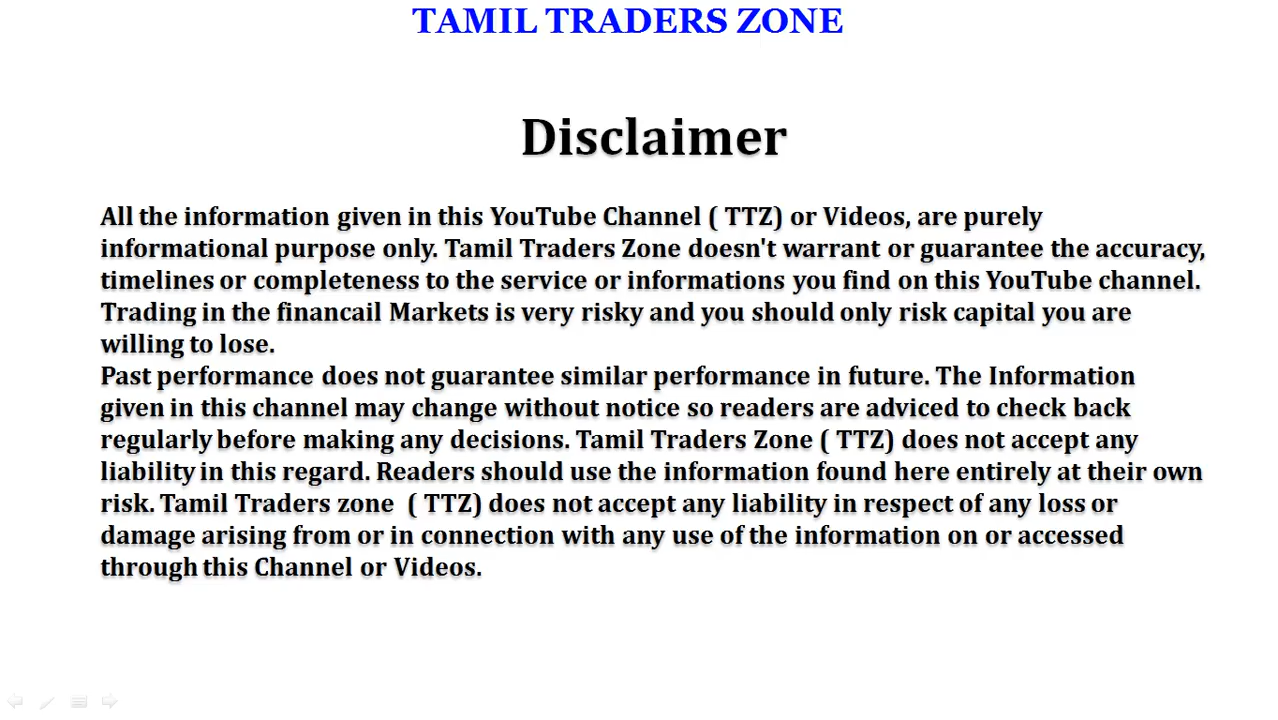 TAMIL TRADERS ZONE
Disclaimer
All the information given in this YouTube Channel ( TTZ) or Videos, are purely
informational purpose only. Tamil Traders Zone doesn't warrant or guarantee the accuracy,
timelines or completeness to the service or informations you find on this YouTube channel.
Trading in the financail Markets is very risky and you should only risk capital you are
willing to lose.
Past performance does not guarantee similar performance in future. The Information
given in this channel may change without notice so readers are adviced to check back
regularly before making any decisions. Tamil Traders Zone ( TTZ) does not accept any
liability in this regard. Readers should use the information found here entirely at their own
risk. Tamil Traders zone  ( TTZ) does not accept any liability in respect of any loss or
damage arising from or in connection with any use of the information on or accessed
through this Channel or Videos.